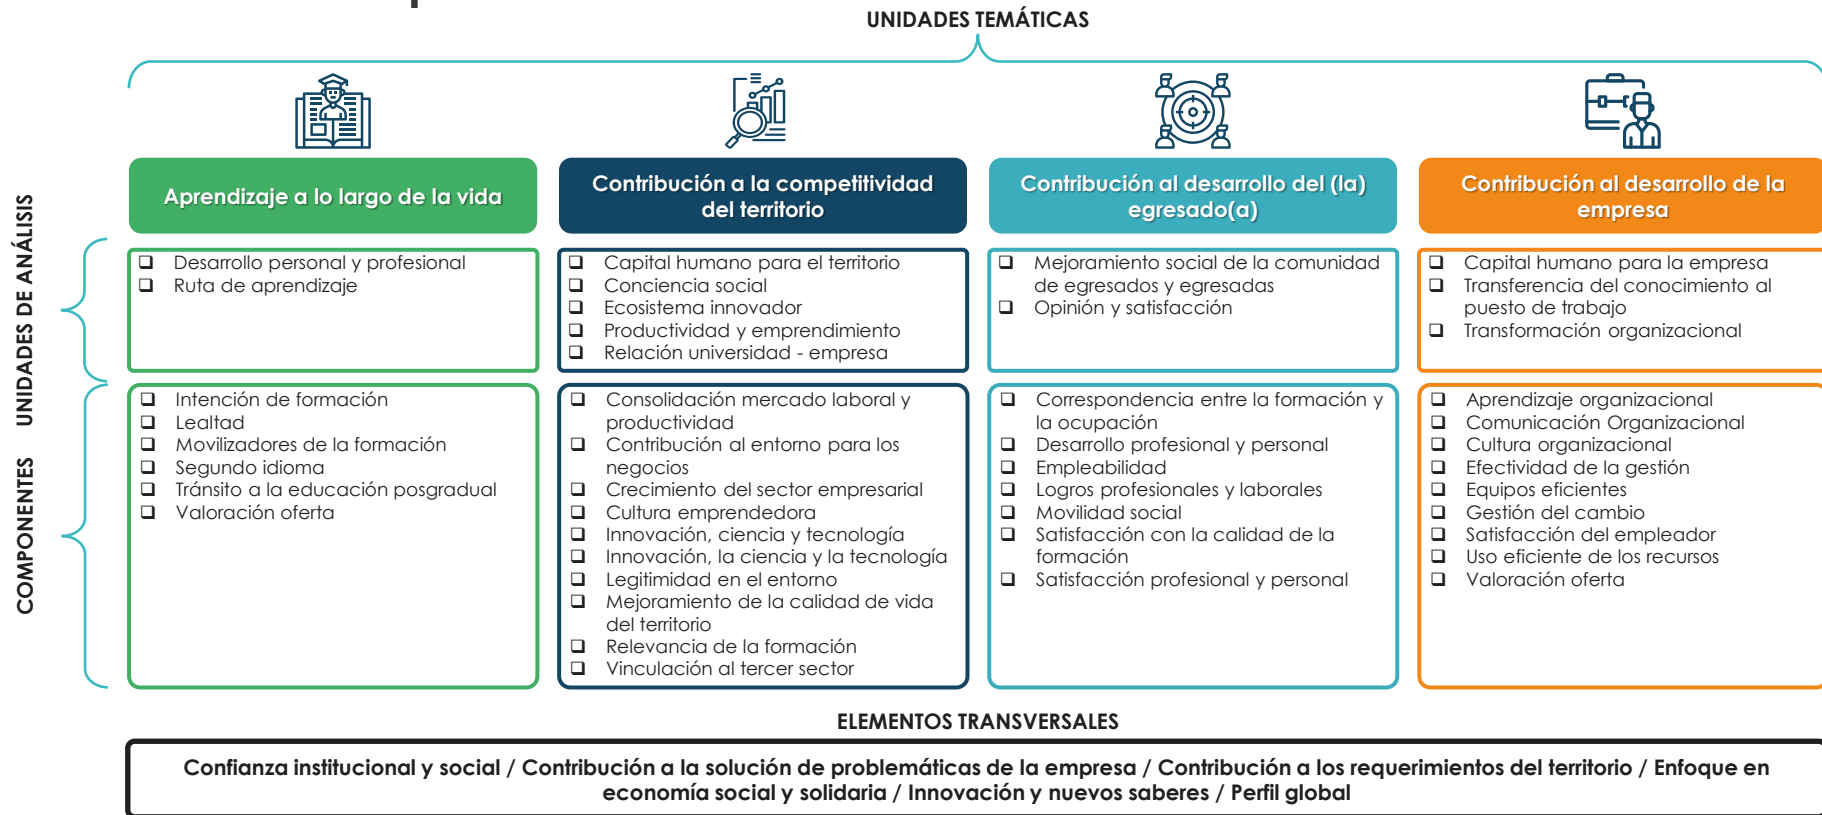 UNIDADES TEMÁTICAS
Aprendizaje a lo largo de la vida
Contribución a la competitividad
del territorio
Contribución al desarrollo del (la)
egresado(a)
Contribución al desarrollo de la
empresa
UNIDADES DE ANÁLISIS
❑ Desarrollo personal y profesional
❑ Ruta de aprendizaje
❑ Capital humano para el territorio
❑ Conciencia social
❑ Ecosistema innovador
❑ Productividad y emprendimiento
❑ Relación universidad - empresa
❑ Mejoramiento social de la comunidad
de egresados y egresadas
❑ Opinión y satisfacción
❑ Capital humano para la empresa
❑ Transferencia del conocimiento al
puesto de trabajo
❑ Transformación organizacional
COMPONENTES
❑ Intención de formación
❑ Lealtad
❑ Movilizadores de la formación
❑ Segundo idioma
❑ Tránsito a la educación posgradual
❑ Valoración oferta
❑ Consolidación mercado laboral y
productividad
❑ Contribución al entorno para los
negocios
❑ Crecimiento del sector empresarial
❑ Cultura emprendedora
❑ Innovación, ciencia y tecnología
❑ Innovación, la ciencia y la tecnología
❑ Legitimidad en el entorno
❑ Mejoramiento de la calidad de vida
del territorio
❑ Relevancia de la formación
❑ Vinculación al tercer sector
❑ Correspondencia entre la formación y
la ocupación
❑ Desarrollo profesional y personal
❑ Empleabilidad
❑ Logros profesionales y laborales
❑ Movilidad social
❑ Satisfacción con la calidad de la
formación
❑ Satisfacción profesional y personal
❑ Aprendizaje organizacional
❑ Comunicación Organizacional
❑ Cultura organizacional
❑ Efectividad de la gestión
❑ Equipos eficientes
❑ Gestión del cambio
❑ Satisfacción del empleador
❑ Uso eficiente de los recursos
❑ Valoración oferta
ELEMENTOS TRANSVERSALES
Confianza institucional y social / Contribución a la solución de problemáticas de la empresa / Contribución a los requerimientos del territorio / Enfoque en
economía social y solidaria / Innovación y nuevos saberes / Perfil global